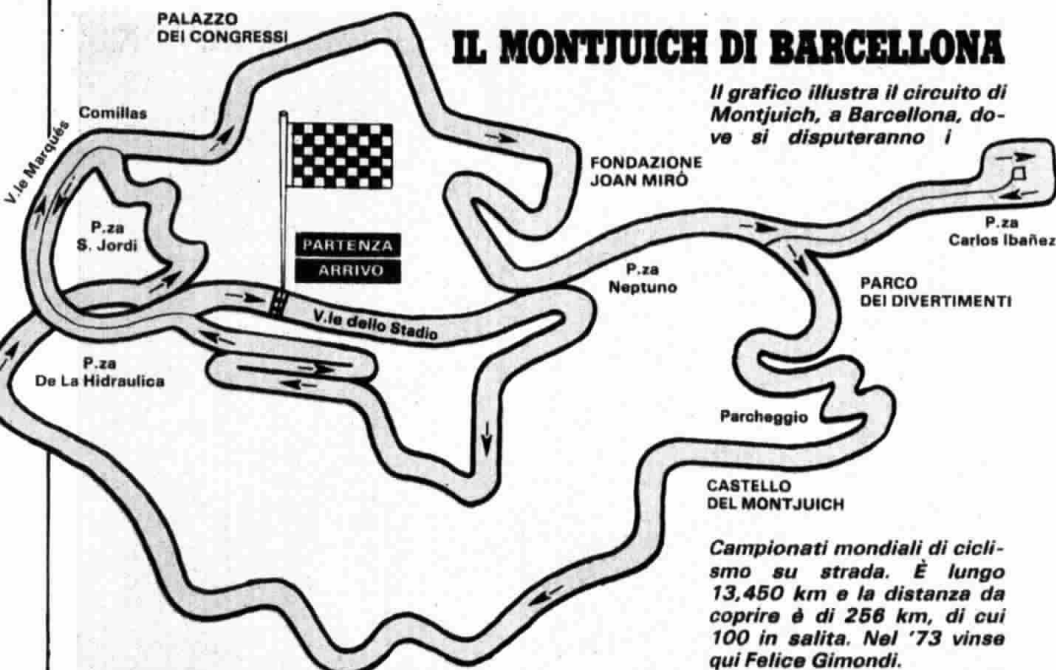 IL MONTJUICH DI BARCELLONA
Il grafico illustra il circuito di
Montjuich, a Barcellona, do-
ve si disputeranno i
PALAZZO
DEI CONGRESSI
Comillas
V.le Marqués
P.za
S. Jordi
PARTENZA
ARRIVO
V.le dello Stadio
P.za
De La Hidraulica
FONDAZIONE
JOAN MIRÒ
P.za
Neptuno
P.za
Carlos Ibañez
PARCO
DEI DIVERTIMENTI
Parcheggio
CASTELLO
DEL MONTJUICH
Campionati mondiali di cicli-
smo su strada. È lungo
13,450 km e la distanza da
coprire è di 256 km, di cui
100 in salita. Nel '73 vinse
qui Felice Gimondi.